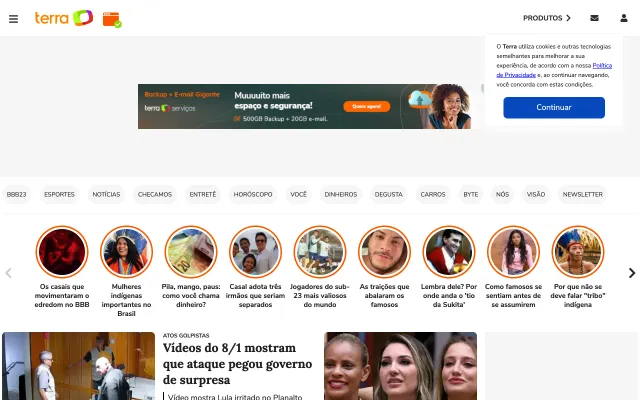 terra
PRODUTOS
O Terra utiliza cookies e outras tecnologias
semelhantes para melhorar a sua
experiência, de acordo com a nossa Política
de Privacidade e, ao continuar navegando,
você concorda com estas condições.
Continuar
Backup + E-mail Gigante
terra serviços
Muuuuito mais
espaço e segurança!
500GB Backup + 20GB e-mail.
Quero agora!
BBB23
ESPORTES
NOTÍCIAS
CHECAMOS
ENTRETÊ
HORÓSCOPO
VOCÊ
DINHEIROS
DEGUSTA
CARROS
BYTE
NÓS
VISÃO
NEWSLETTER
Os casais que
movimentaram o
edredom no BBB
Mulheres
indígenas
importantes no
Brasil
Pila, mango, paus:
como você chama
dinheiro?
Casal adota três
irmãos que seriam
separados
Jogadores do sub-
23 mais valiosos
do mundo
As traições que
abalaram os
famosos
Lembra dele? Por
onde anda o 'tio
da Sukita'
Como famosos se
sentiam antes de
se assumirem
Por que não se
deve falar "tribo"
indígena
ATOS GOLPISTAS
Vídeos do 8/1 mostram
que ataque pegou governo
de surpresa
Vídeo mostra Lula irritado no Planalto